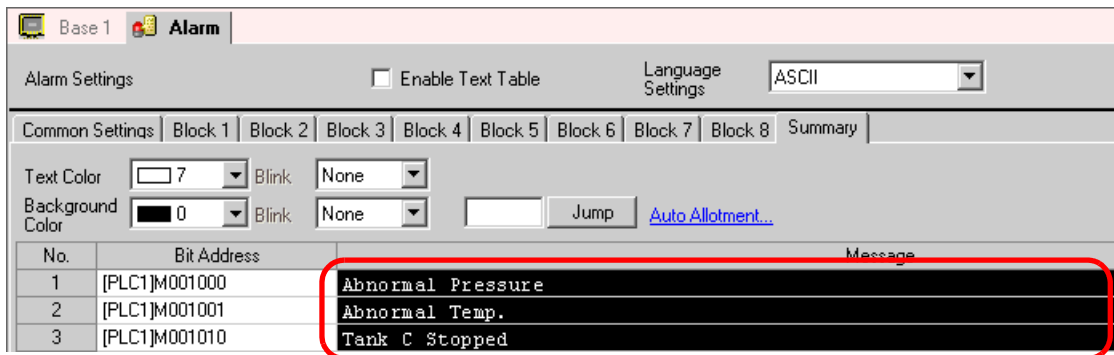 Base 1 Alarm
Alarm Settings Enable Text Table Language Settings ASCII
Common Settings Block 1 Block 2 Block 3 Block 4 Block 5 Block 6 Block 7 Block 8 Summary
Text Color 7 Blink None
Background Color 0 Blink None Jump Auto Allotment...
No. Bit Address Message
1 [PLC1]M001000 Abnormal Pressure
2 [PLC1]M001001 Abnormal Temp.
3 [PLC1]M001010 Tank C Stopped